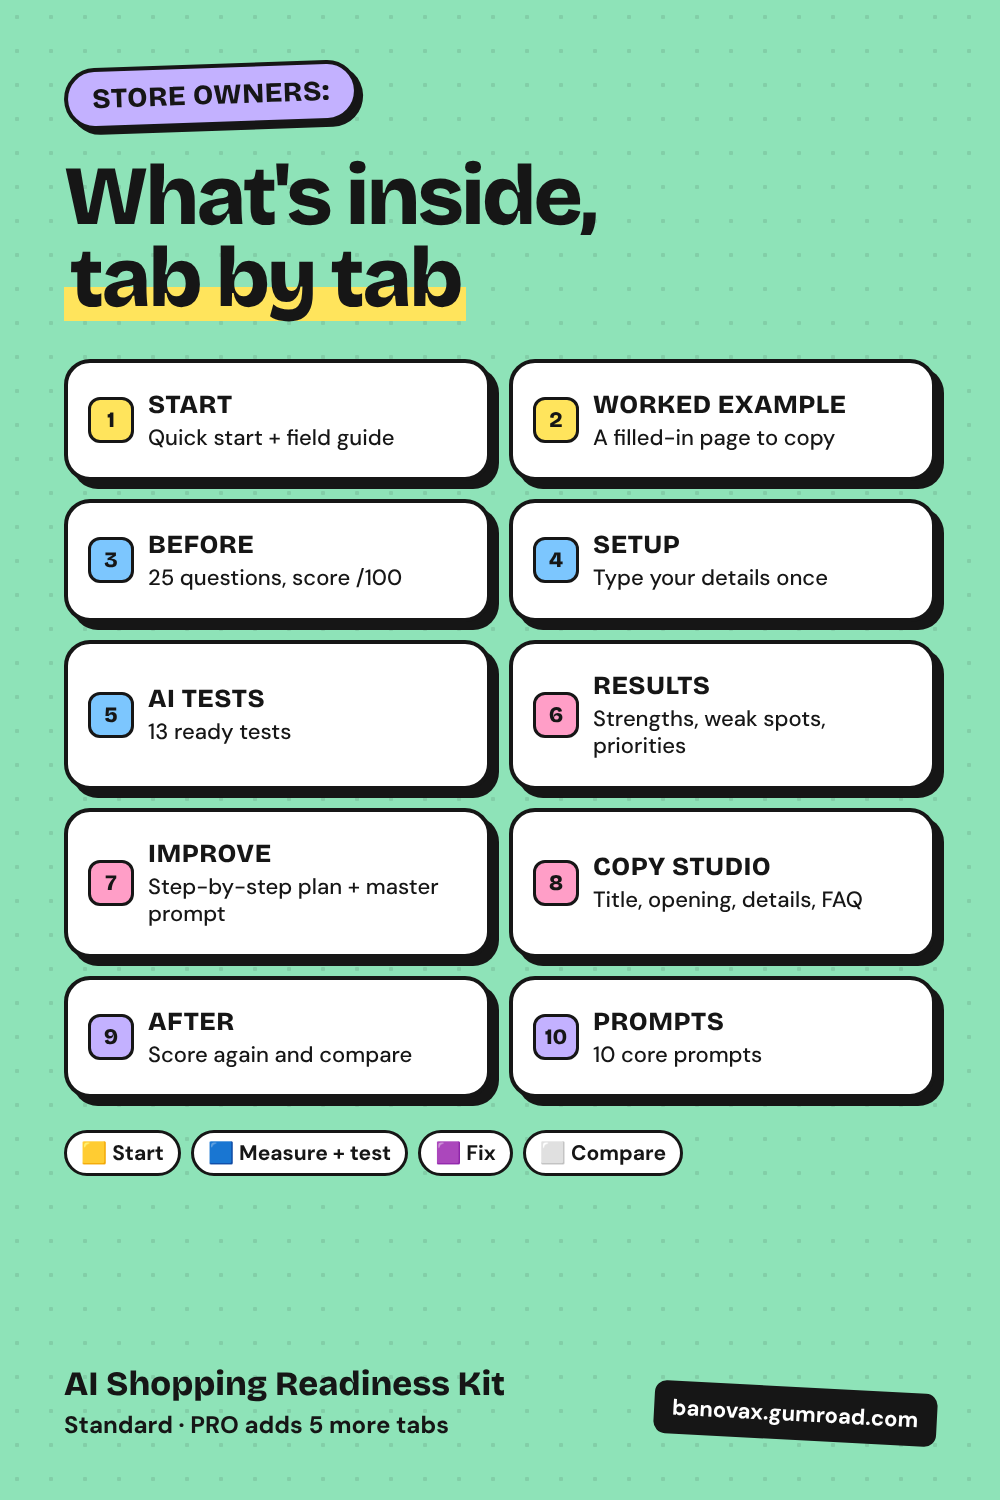 STORE OWNERS:
What's inside,
tab by tab
1
START
Quick start + field guide
2
WORKED EXAMPLE
A filled-in page to copy
3
BEFORE
25 questions, score /100
4
SETUP
Type your details once
5
AI TESTS
13 ready tests
6
RESULTS
Strengths, weak spots,
priorities
7
IMPROVE
Step-by-step plan + master
prompt
8
COPY STUDIO
Title, opening, details, FAQ
9
AFTER
Score again and compare
10
PROMPTS
10 core prompts
Start
Measure + test
Fix
Compare
AI Shopping Readiness Kit
Standard · PRO adds 5 more tabs
banovax.gumroad.com